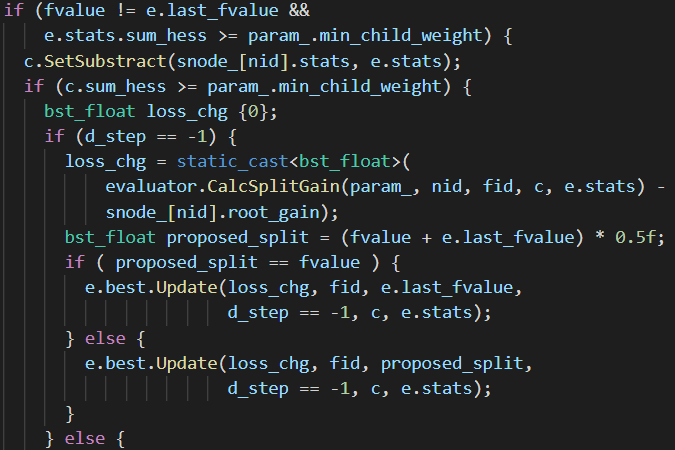 if (fvalue != e.last_fvalue &&
e.stats.sum_hess >= param_.min_child_weight) {
c.SetSubstract(snode_[nid].stats, e.stats);
if (c.sum_hess >= param_.min_child_weight) {
bst_float loss_chg {0};
if (d_step == -1) {
loss_chg = static_cast<bst_float>(
evaluator.CalcSplitGain(param_, nid, fid, c, e.stats) -
snode_[nid].root_gain);
bst_float proposed_split = (fvalue + e.last_fvalue) * 0.5f;
if ( proposed_split == fvalue ) {
e.best.Update(loss_chg, fid, e.last_fvalue,
d_step == -1, c, e.stats);
} else {
e.best.Update(loss_chg, fid, proposed_split,
d_step == -1, c, e.stats);
}
} else {